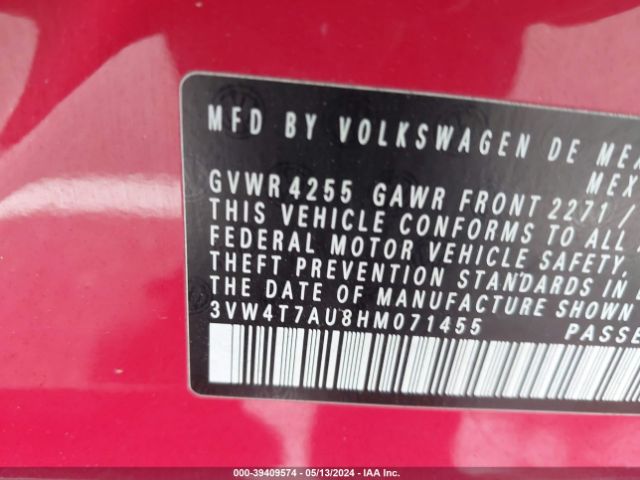 MFD BY VOLKSWAGEN DE ME
MEX
GVWR 4255 GAWR FRONT 2271 /
THIS VEHICLE CONFORMS TO ALL
FEDERAL MOTOR VEHICLE SAFETY,
THEFT PREVENTION STANDARDS IN
THE DATE OF MANUFACTURE SHOWN
3VW4T7AU8HM071455 PASSE
000-39409574 / 05/13/2024 / IAA Inc.